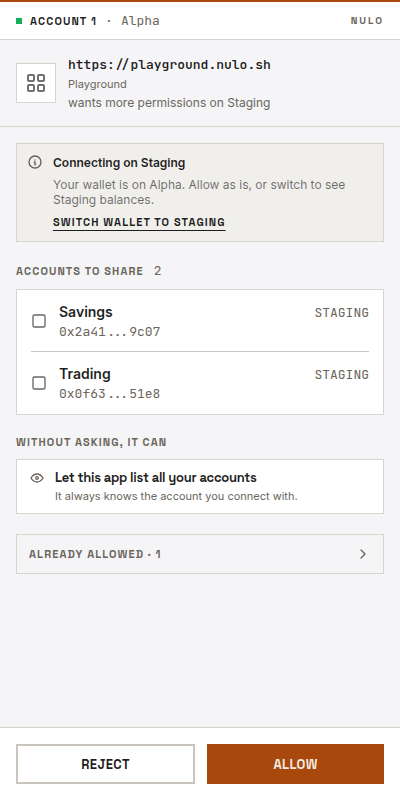 ACCOUNT 1 · Alpha
NULO
https://playground.nulo.sh
Playground
wants more permissions on Staging
Connecting on Staging
Your wallet is on Alpha. Allow as is, or switch to see
Staging balances.
SWITCH WALLET TO STAGING
ACCOUNTS TO SHARE 2
Savings
STAGING
0x2a41...9c07
Trading
STAGING
0x0f63...51e8
WITHOUT ASKING, IT CAN
Let this app list all your accounts
It always knows the account you connect with.
ALREADY ALLOWED · 1
REJECT
ALLOW